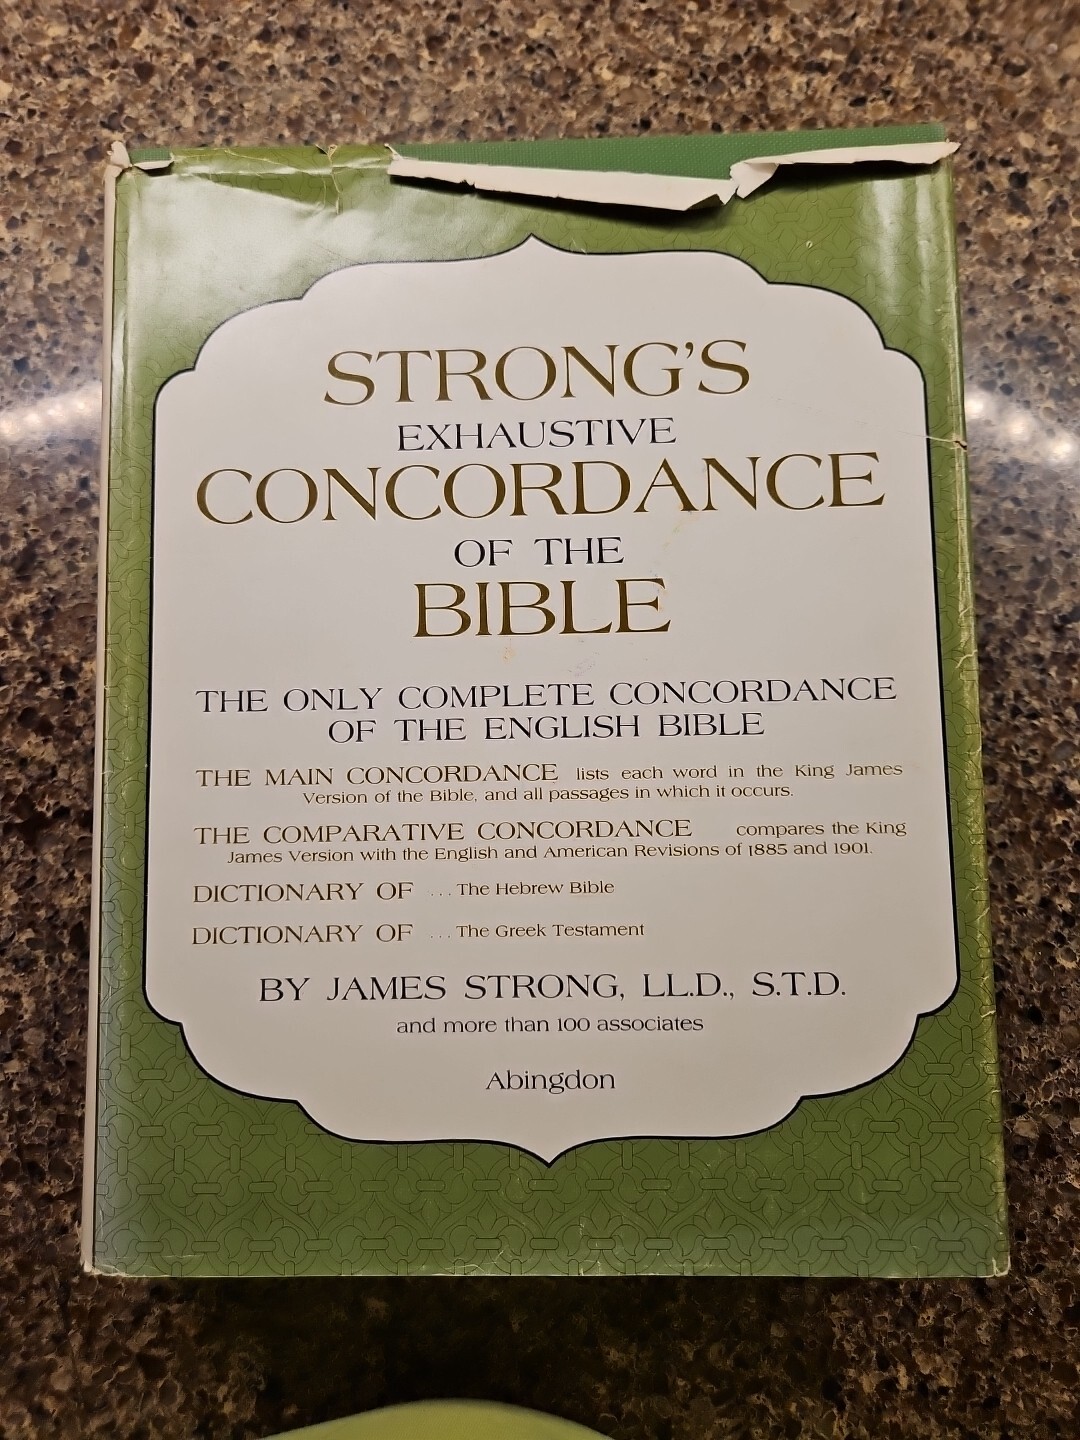 STRONG'S
EXHAUSTIVE
CONCORDANCE
OF THE
BIBLE
THE ONLY COMPLETE CONCORDANCE
OF THE ENGLISH BIBLE
THE MAIN CONCORDANCE lists each word in the King James
Version of the Bible, and all passages in which it occurs.
THE COMPARATIVE CONCORDANCE compares the King
James Version with the English and American Revisions of 1885 and 1901.
DICTIONARY OF ... The Hebrew Bible
DICTIONARY OF ... The Greek Testament
BY JAMES STRONG, LL.D., S.T.D.
and more than 100 associates
Abingdon